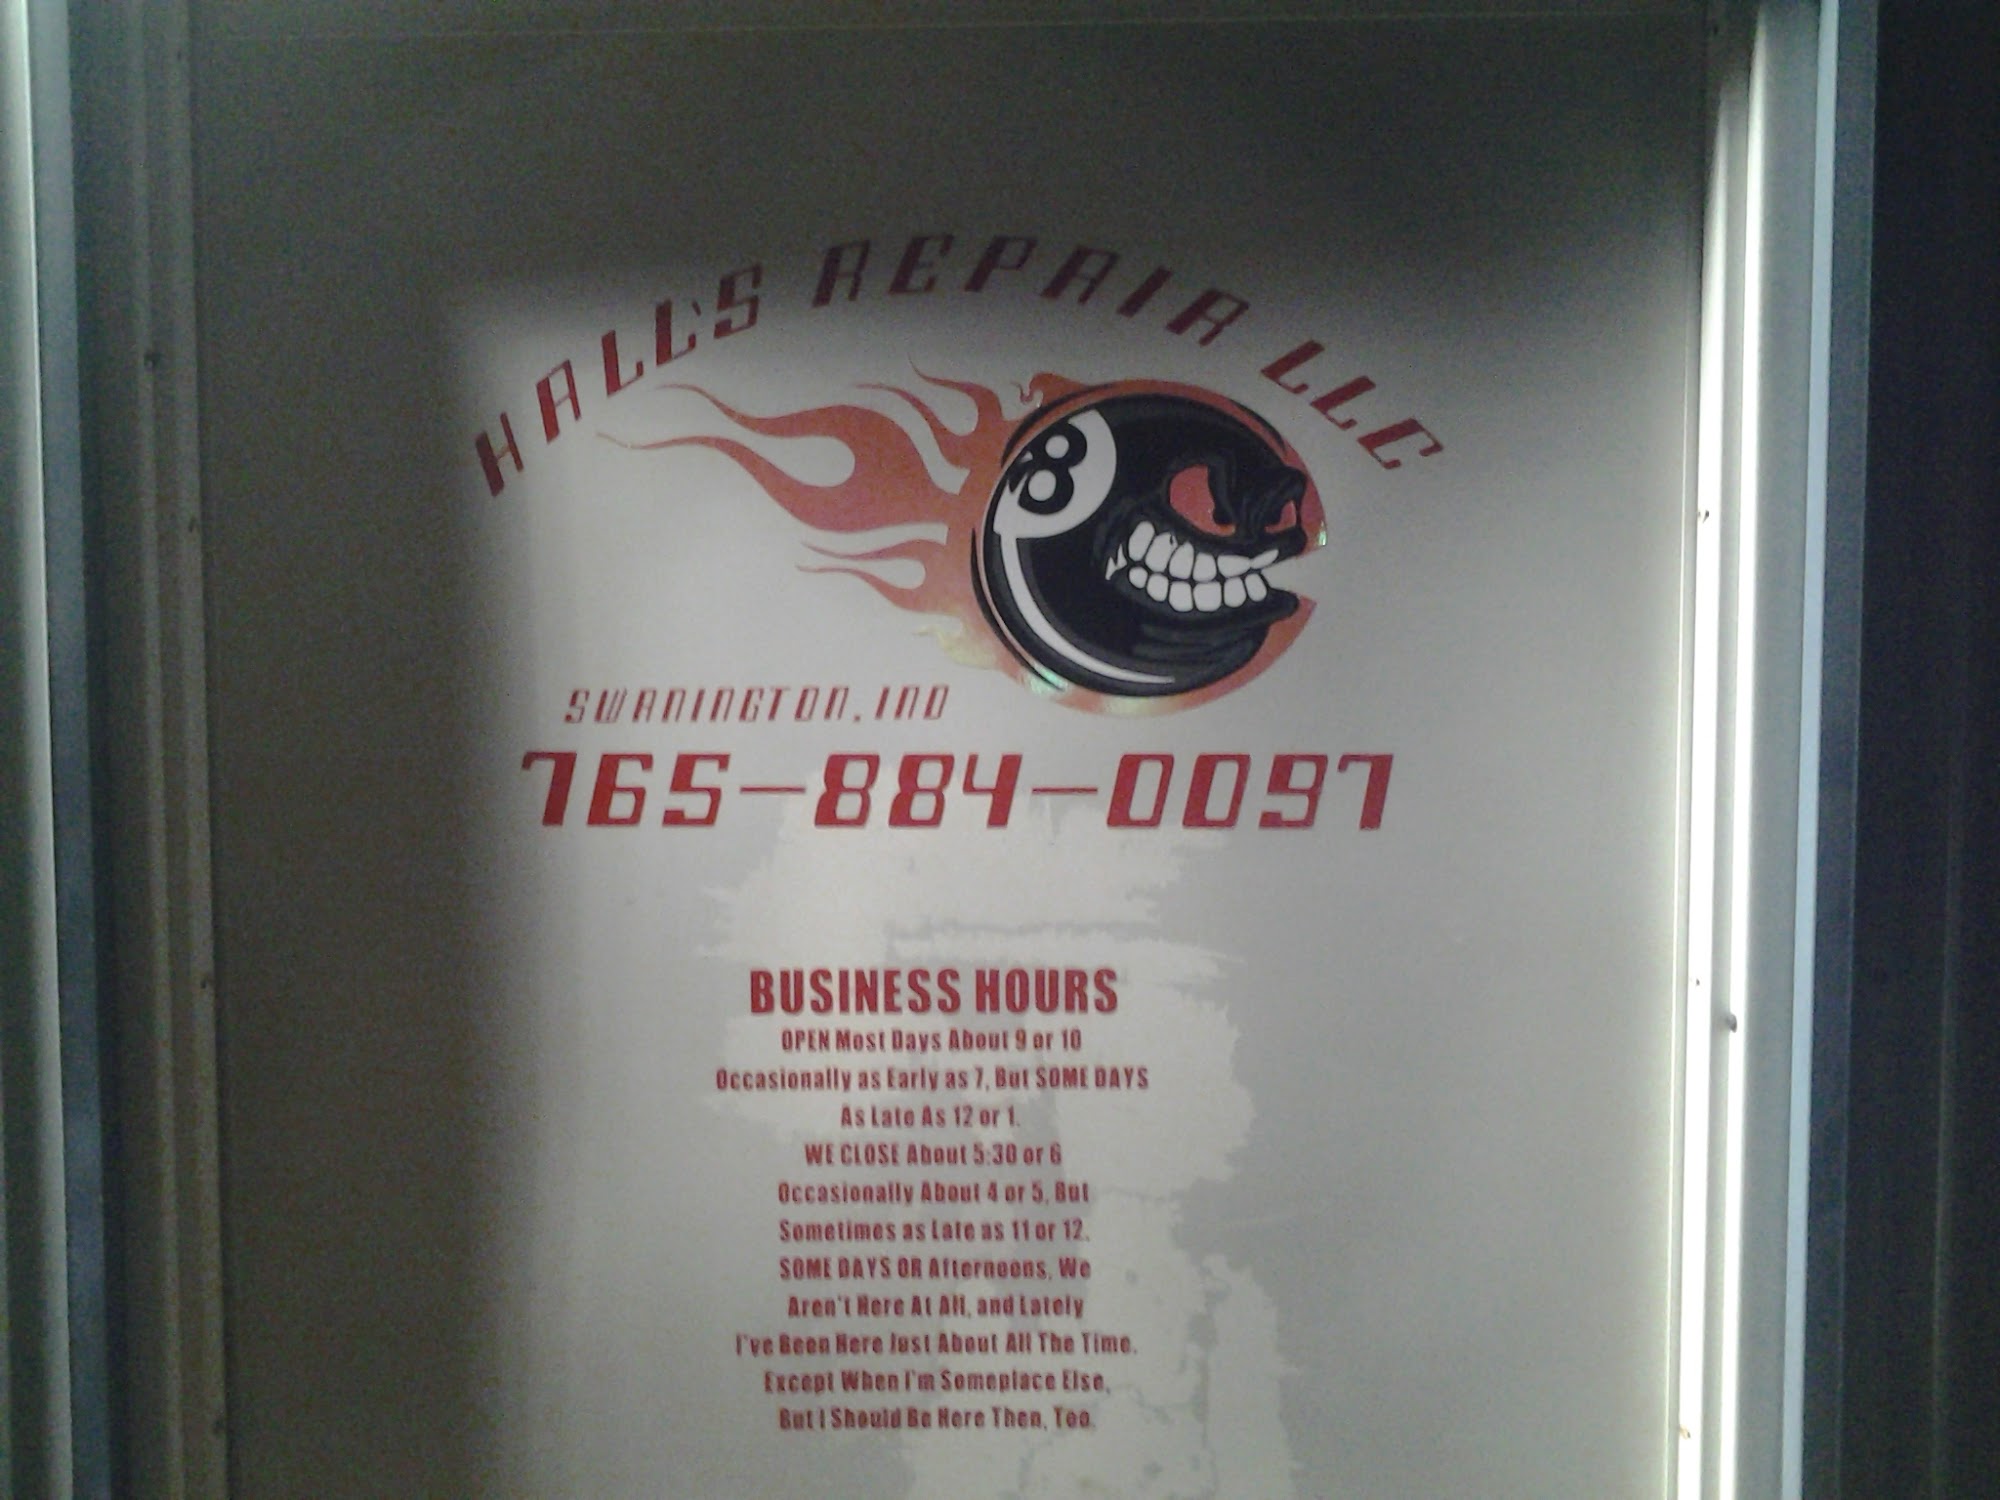 HALL'S REPAIR LLC
8
SWANINGTON, IND
765-884-0097
BUSINESS HOURS
OPEN Most Days About 9 or 10
Occasionally as Early as 7, But SOME DAYS
As Late As 12 or 1.
WE CLOSE About 5:30 or 6
Occasionally About 4 or 5, But
Sometimes as Late as 11 or 12.
SOME DAYS OR Afternoons, We
Aren't Here At All, and Lately
I've Been Here Just About All The Time,
Except When I'm Someplace Else,
But I Should Be Here Then, Too.